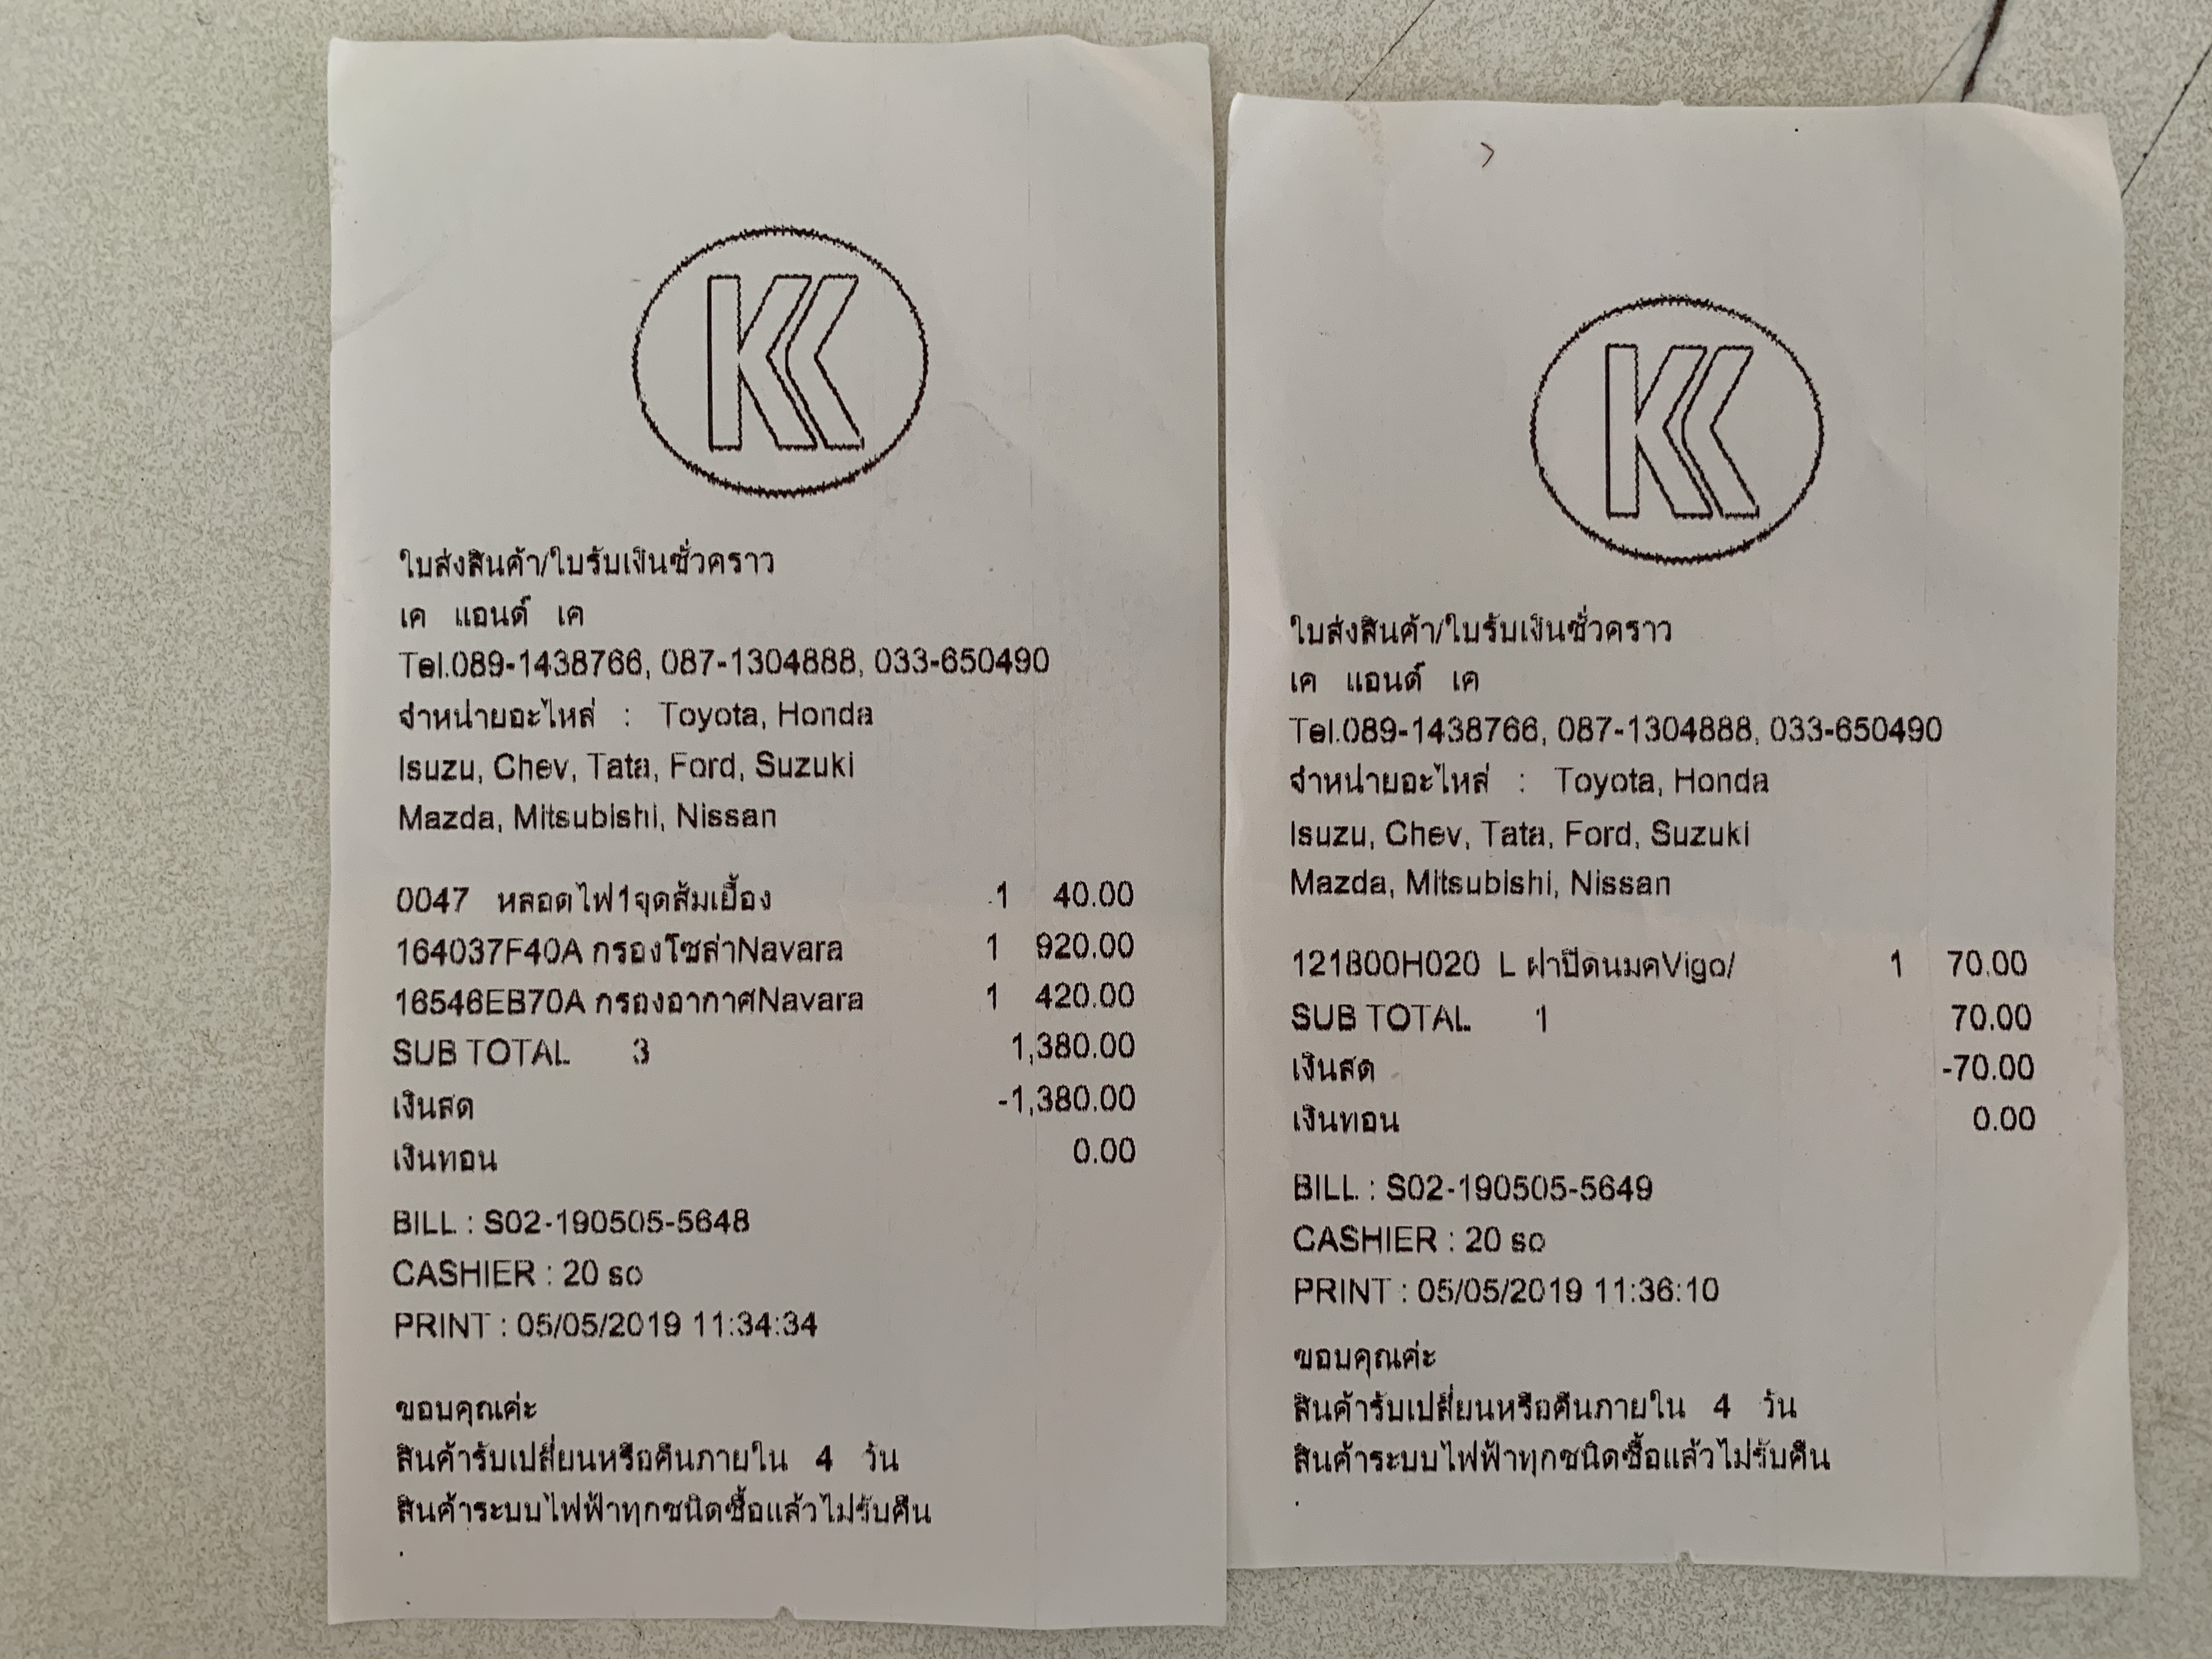 KK
ใบส่งสินค้า/ใบรับเงินชั่วคราว
เค แอนด์ เค
Tel.089-1438766, 087-1304888, 033-650490
จำหน่ายอะไหล่ : Toyota, Honda
Isuzu, Chev, Tata, Ford, Suzuki
Mazda, Mitsubishi, Nissan
0047 หลอดไฟ1จุดส้มเยื้อง 1 40.00
164037F40A กรองโซล่าNavara 1 920.00
16546EB70A กรองอากาศNavara 1 420.00
SUB TOTAL 3 1,380.00
เงินสด -1,380.00
เงินทอน 0.00
BILL : S02-190505-5648
CASHIER : 20 so
PRINT : 05/05/2019 11:34:34
ขอบคุณค่ะ
สินค้ารับเปลี่ยนหรือคืนภายใน 4 วัน
สินค้าระบบไฟฟ้าทุกชนิดซื้อแล้วไม่รับคืน
.
KK
ใบส่งสินค้า/ใบรับเงินชั่วคราว
เค แอนด์ เค
Tel.089-1438766, 087-1304888, 033-650490
จำหน่ายอะไหล่ : Toyota, Honda
Isuzu, Chev, Tata, Ford, Suzuki
Mazda, Mitsubishi, Nissan
121800H020 L ฝาปิดนมคVigo/ 1 70.00
SUB TOTAL 1 70.00
เงินสด -70.00
เงินทอน 0.00
BILL : S02-190505-5649
CASHIER : 20 so
PRINT : 05/05/2019 11:36:10
ขอบคุณค่ะ
สินค้ารับเปลี่ยนหรือคืนภายใน 4 วัน
สินค้าระบบไฟฟ้าทุกชนิดซื้อแล้วไม่รับคืน
.